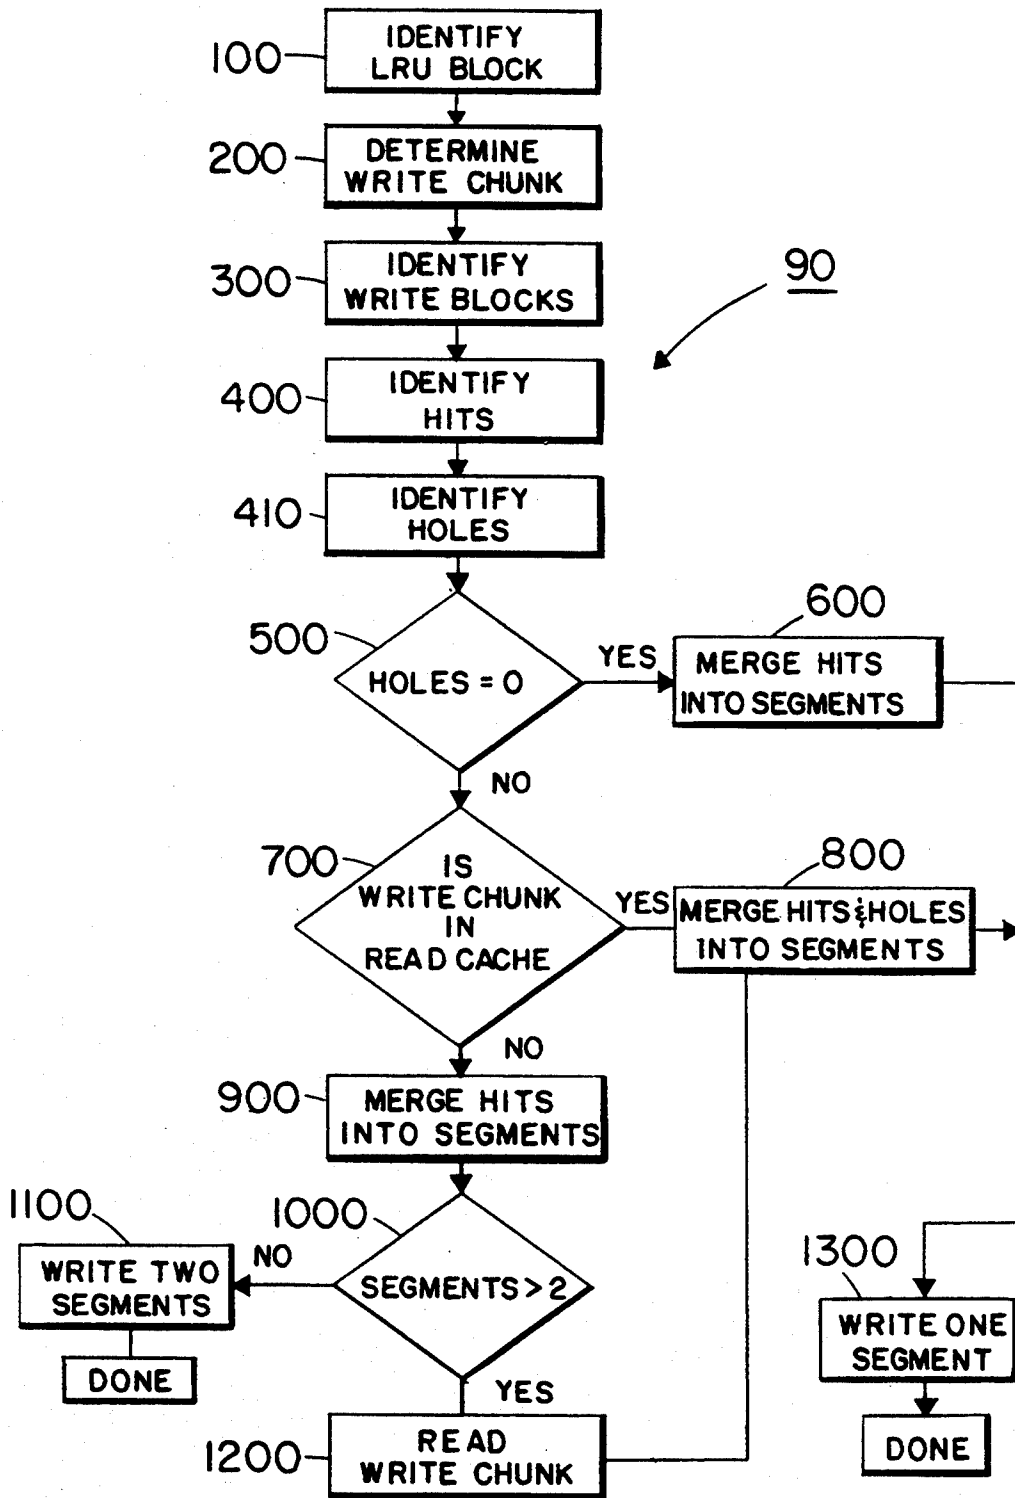 IDENTIFY
LRU BLOCK
100
DETERMINE
WRITE CHUNK
200
IDENTIFY
WRITE BLOCKS
300
90
IDENTIFY
HITS
400
IDENTIFY
HOLES
410
500
HOLES = 0
YES
600
MERGE HITS
INTO SEGMENTS
NO
700
IS
WRITE CHUNK
IN
READ CACHE
YES
800
MERGE HITS & HOLES
INTO SEGMENTS
NO
900
MERGE HITS
INTO SEGMENTS
1000
SEGMENTS > 2
NO
1100
WRITE TWO
SEGMENTS
DONE
YES
1200
READ
WRITE CHUNK
1300
WRITE ONE
SEGMENT
DONE